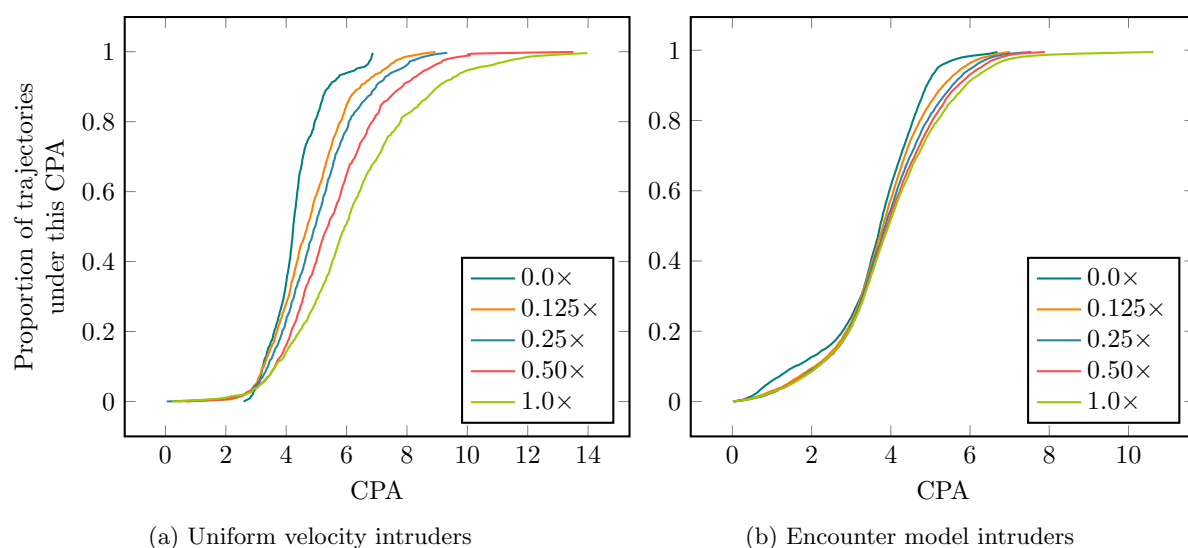 Proportion of trajectories
under this CPA
1
0.8
0.6
0.4
0.2
0
0.0×
0.125×
0.25×
0.50×
1.0×
0 2 4 6 8 10 12 14
CPA
(a) Uniform velocity intruders
1
0.8
0.6
0.4
0.2
0
0.0×
0.125×
0.25×
0.50×
1.0×
0 2 4 6 8 10
CPA
(b) Encounter model intruders